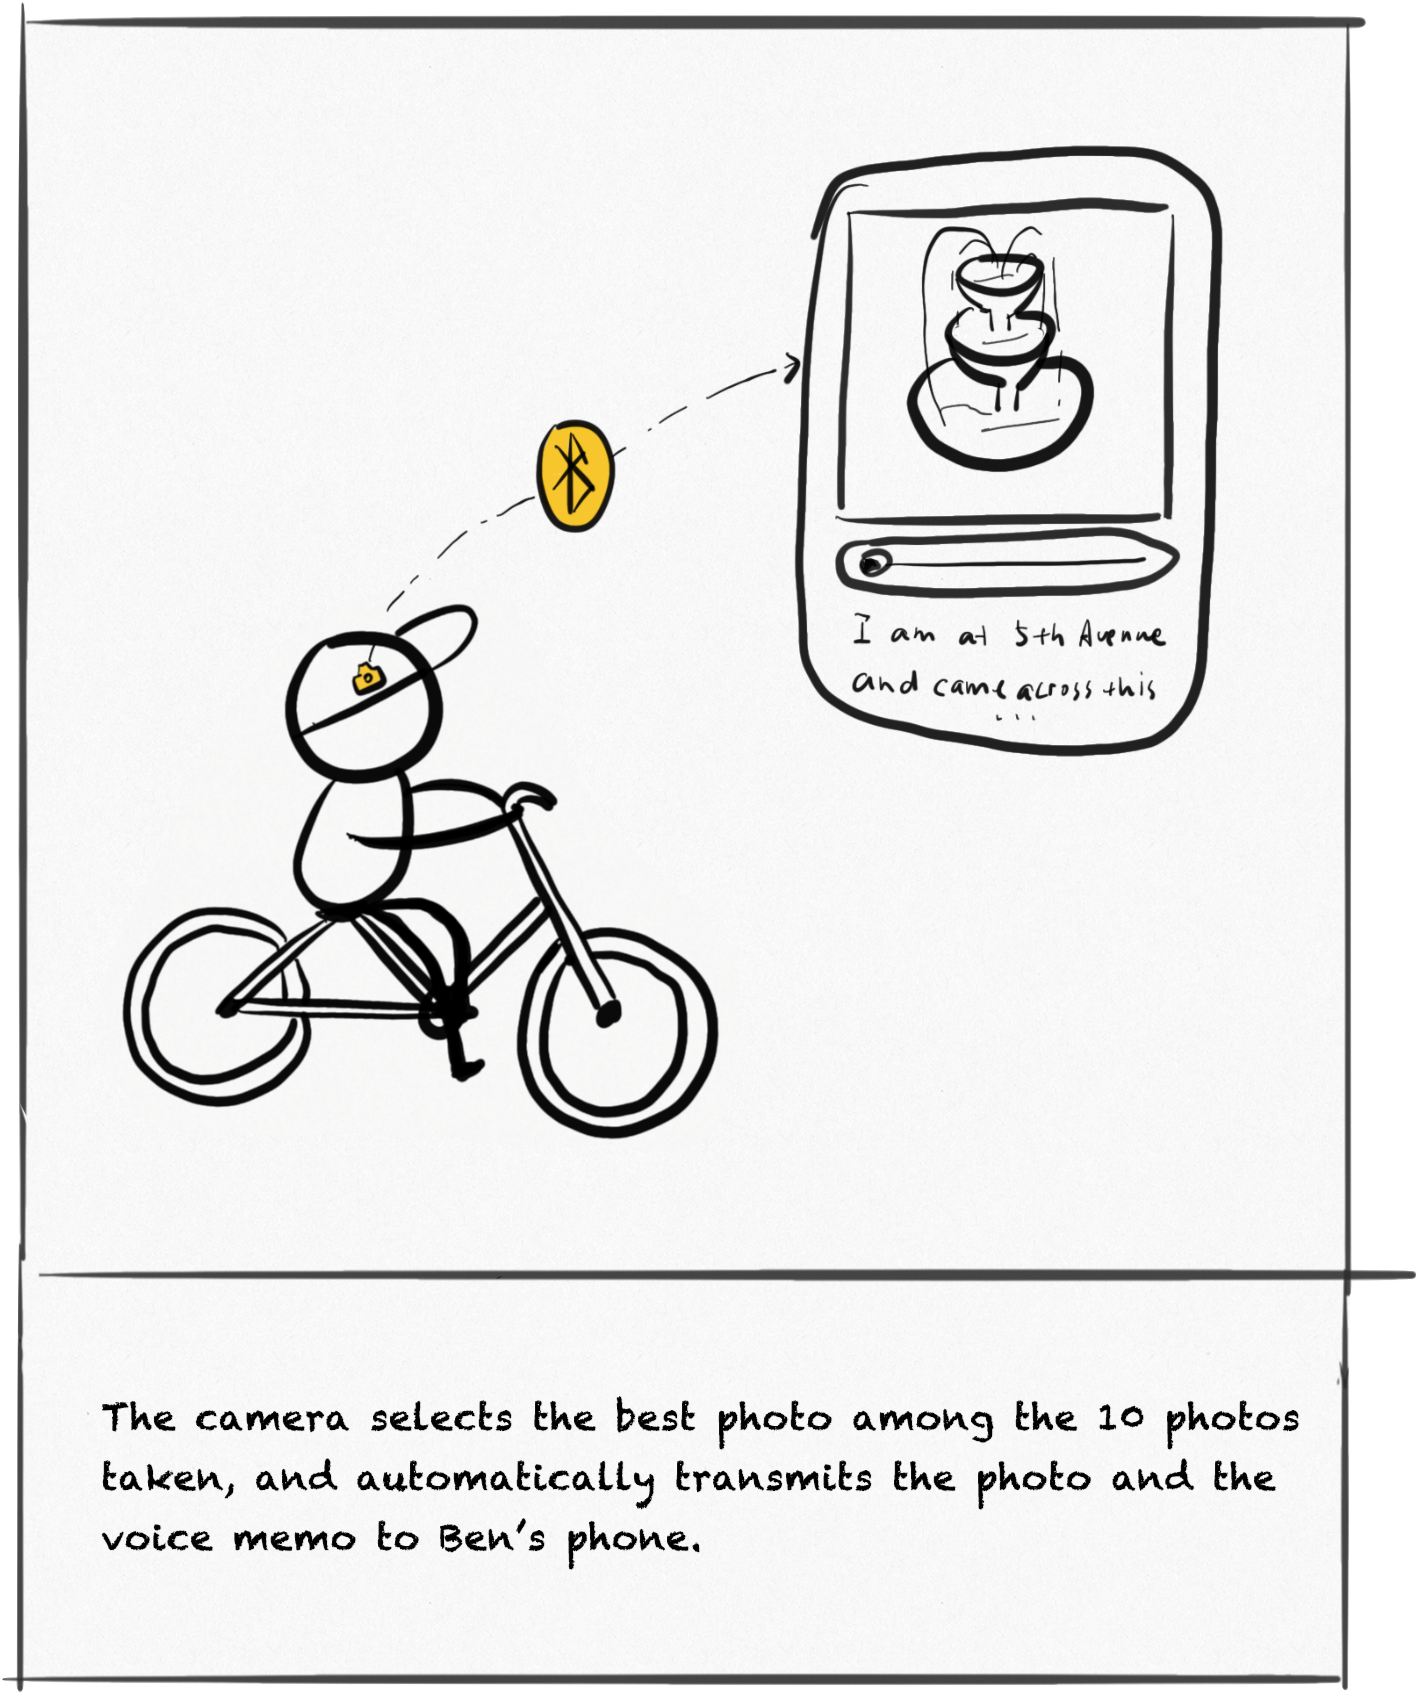 I am at 5th Avenue
and came across this
...
The camera selects the best photo among the 10 photos
taken, and automatically transmits the photo and the
voice memo to Ben's phone.